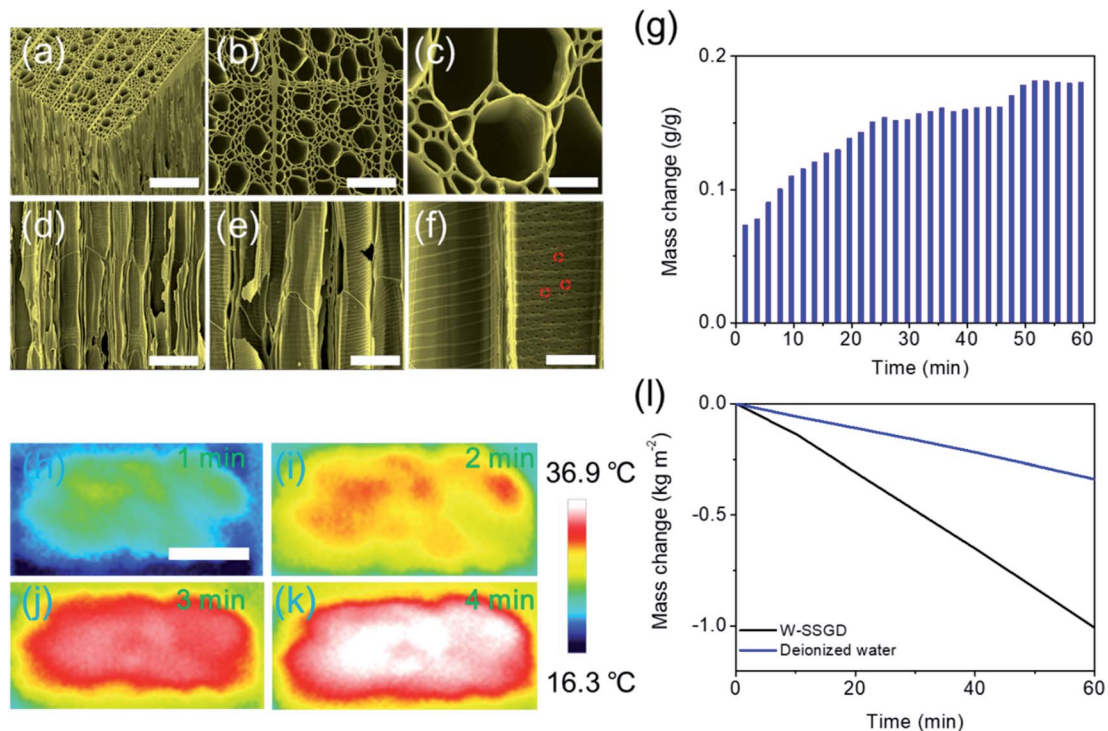 (a)
(b)
(c)
(d)
(e)
(f)
(g)
0.2
0.1
0.0
Mass change (g/g)
0 10 20 30 40 50 60
Time (min)
(h) 1 min
(i) 2 min
(j) 3 min
(k) 4 min
36.9 ℃
16.3 ℃
(l)
0.0
-0.5
-1.0
Mass change (kg m⁻²)
W-SSGD
Deionized water
0 20 40 60
Time (min)